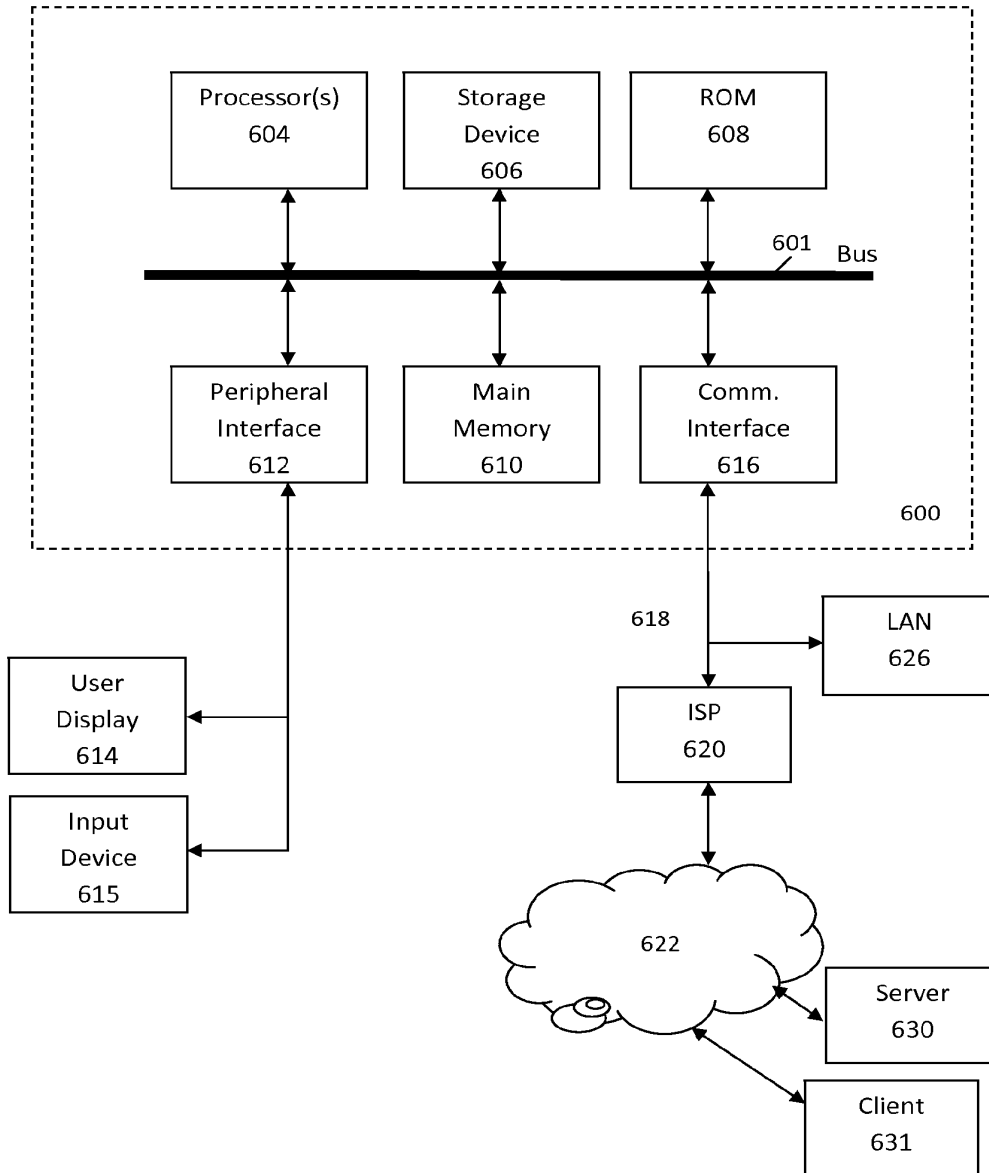 Processor(s)
604
Storage
Device
606
ROM
608
601
Bus
Peripheral
Interface
612
Main
Memory
610
Comm.
Interface
616
600
618
LAN
626
User
Display
614
ISP
620
Input
Device
615
622
Server
630
Client
631